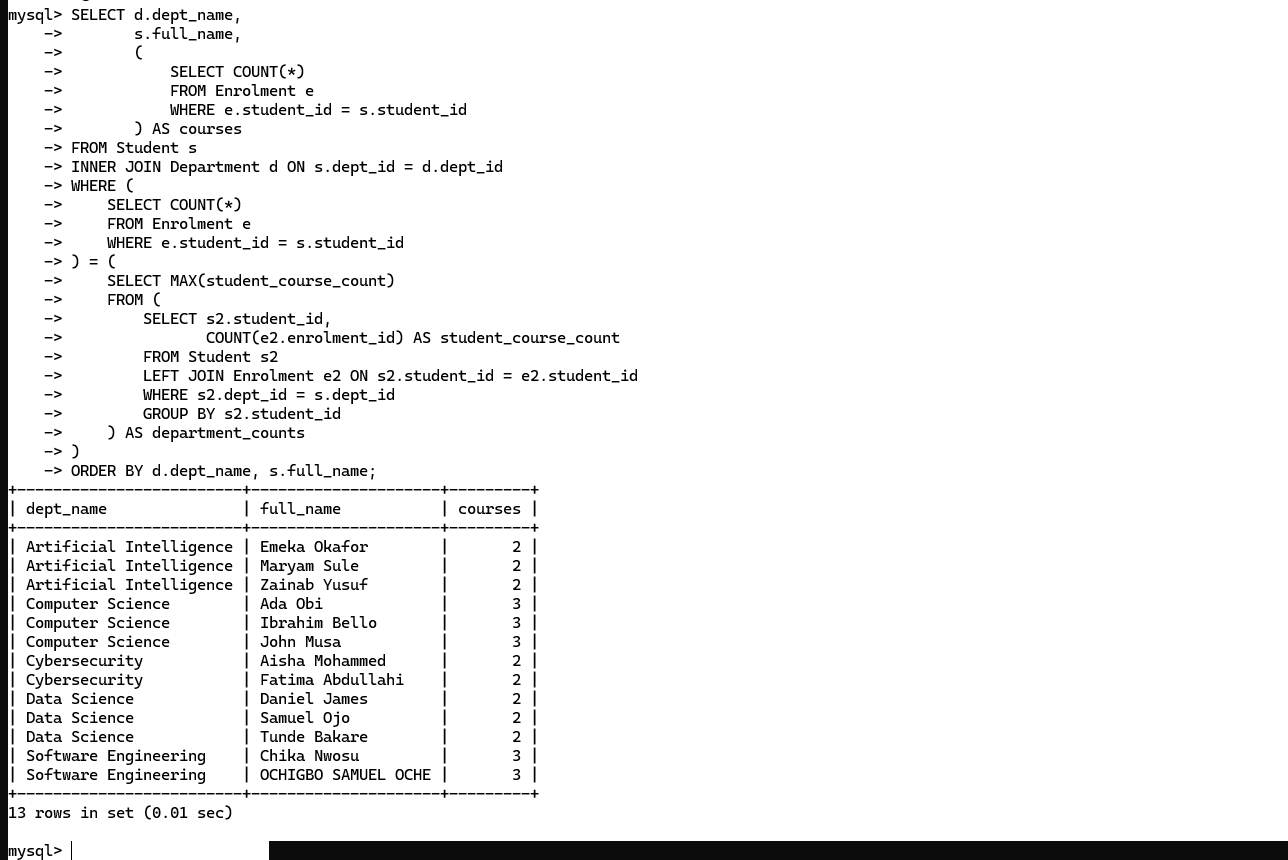 mysql> SELECT d.dept_name,
    ->        s.full_name,
    ->        (
    ->            SELECT COUNT(*)
    ->            FROM Enrolment e
    ->            WHERE e.student_id = s.student_id
    ->        ) AS courses
    -> FROM Student s
    -> INNER JOIN Department d ON s.dept_id = d.dept_id
    -> WHERE (
    ->     SELECT COUNT(*)
    ->     FROM Enrolment e
    ->     WHERE e.student_id = s.student_id
    -> ) = (
    ->     SELECT MAX(student_course_count)
    ->     FROM (
    ->         SELECT s2.student_id,
    ->                COUNT(e2.enrolment_id) AS student_course_count
    ->         FROM Student s2
    ->         LEFT JOIN Enrolment e2 ON s2.student_id = e2.student_id
    ->         WHERE s2.dept_id = s.dept_id
    ->         GROUP BY s2.student_id
    ->     ) AS department_counts
    -> )
    -> ORDER BY d.dept_name, s.full_name;
+-------------------------+---------------------+---------+
| dept_name               | full_name           | courses |
+-------------------------+---------------------+---------+
| Artificial Intelligence | Emeka Okafor        |       2 |
| Artificial Intelligence | Maryam Sule         |       2 |
| Artificial Intelligence | Zainab Yusuf        |       2 |
| Computer Science        | Ada Obi             |       3 |
| Computer Science        | Ibrahim Bello       |       3 |
| Computer Science        | John Musa           |       3 |
| Cybersecurity           | Aisha Mohammed      |       2 |
| Cybersecurity           | Fatima Abdullahi    |       2 |
| Data Science            | Daniel James        |       2 |
| Data Science            | Samuel Ojo          |       2 |
| Data Science            | Tunde Bakare        |       2 |
| Software Engineering    | Chika Nwosu         |       3 |
| Software Engineering    | OCHIGBO SAMUEL OCHE |       3 |
+-------------------------+---------------------+---------+
13 rows in set (0.01 sec)
mysql>